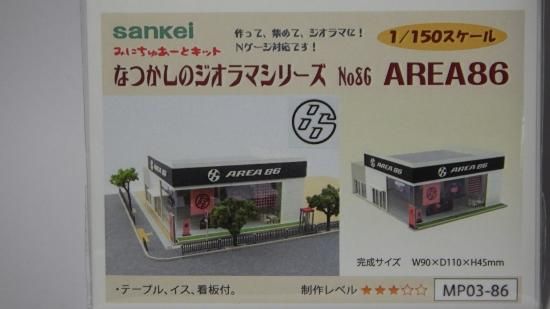 sankei
作って、集めて、ジオラマに!
Nゲージ対応です!
1/150スケール
みにちゅあーとキット
なつかしのジオラマシリーズ No86 AREA86
86
AREA 86
AREA 86
完成サイズ W90×D110×H45mm
・テーブル、イス、看板付。
制作レベル ★★★☆☆
MP03-86